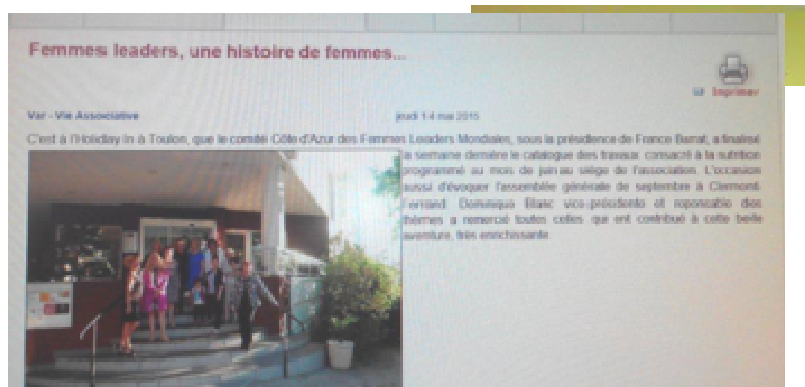 Femmes leaders, une histoire de femmes...
Imprimer
Var - Vie Associative
jeudi 14 mai 2015
C'est à l'Holiday In à Toulon, que le comité Côte d'Azur des Femmes Leaders Mondiales, sous la présidence de France Barrat, a finalisé
la semaine dernière le catalogue des travaux consacré à la nutrition
programmé au mois de juin au siège de l'association. L'occasion
aussi d'évoquer l'assemblée générale de septembre à Clermont-
Ferrand. Dominique Blanc vice-présidente et reponsable des
thèmes a remercié toutes celles qui ont contribué à cette belle
aventure, très enrichissante.